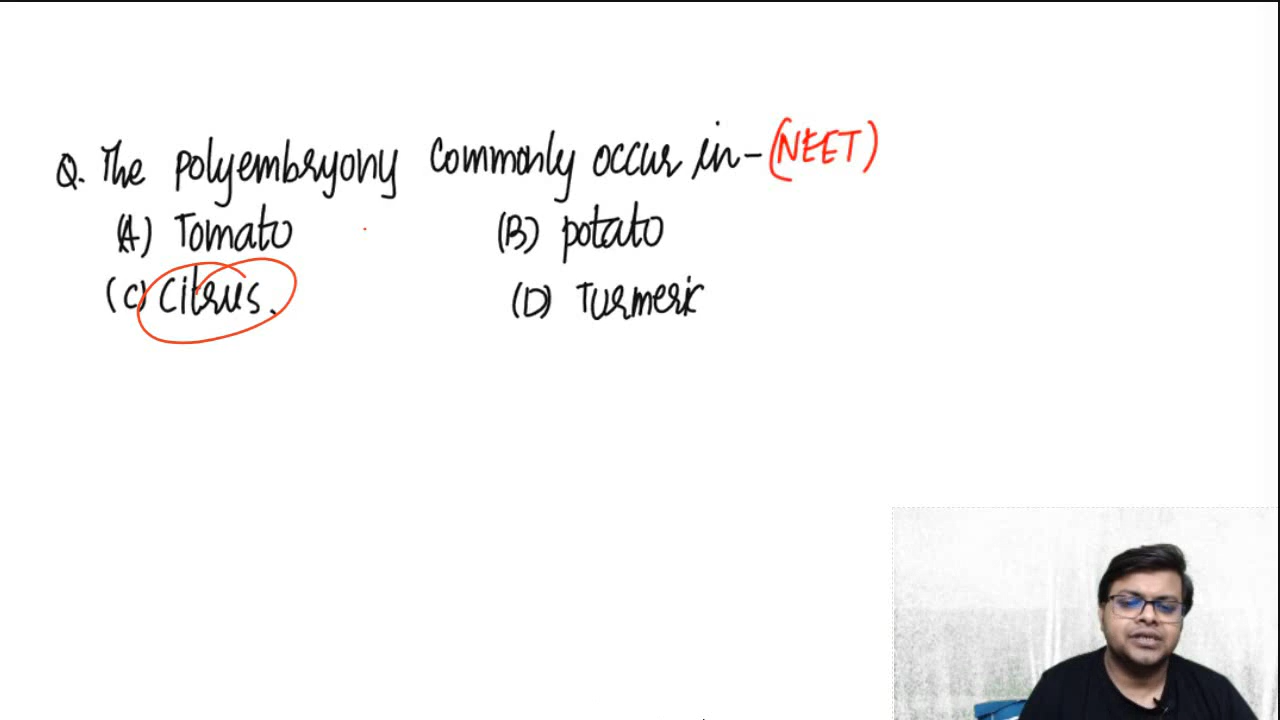 Q. The polyembryony commonly occur in- (NEET)
(A) Tomato (B) potato
(C) Citrus. (D) Turmeric